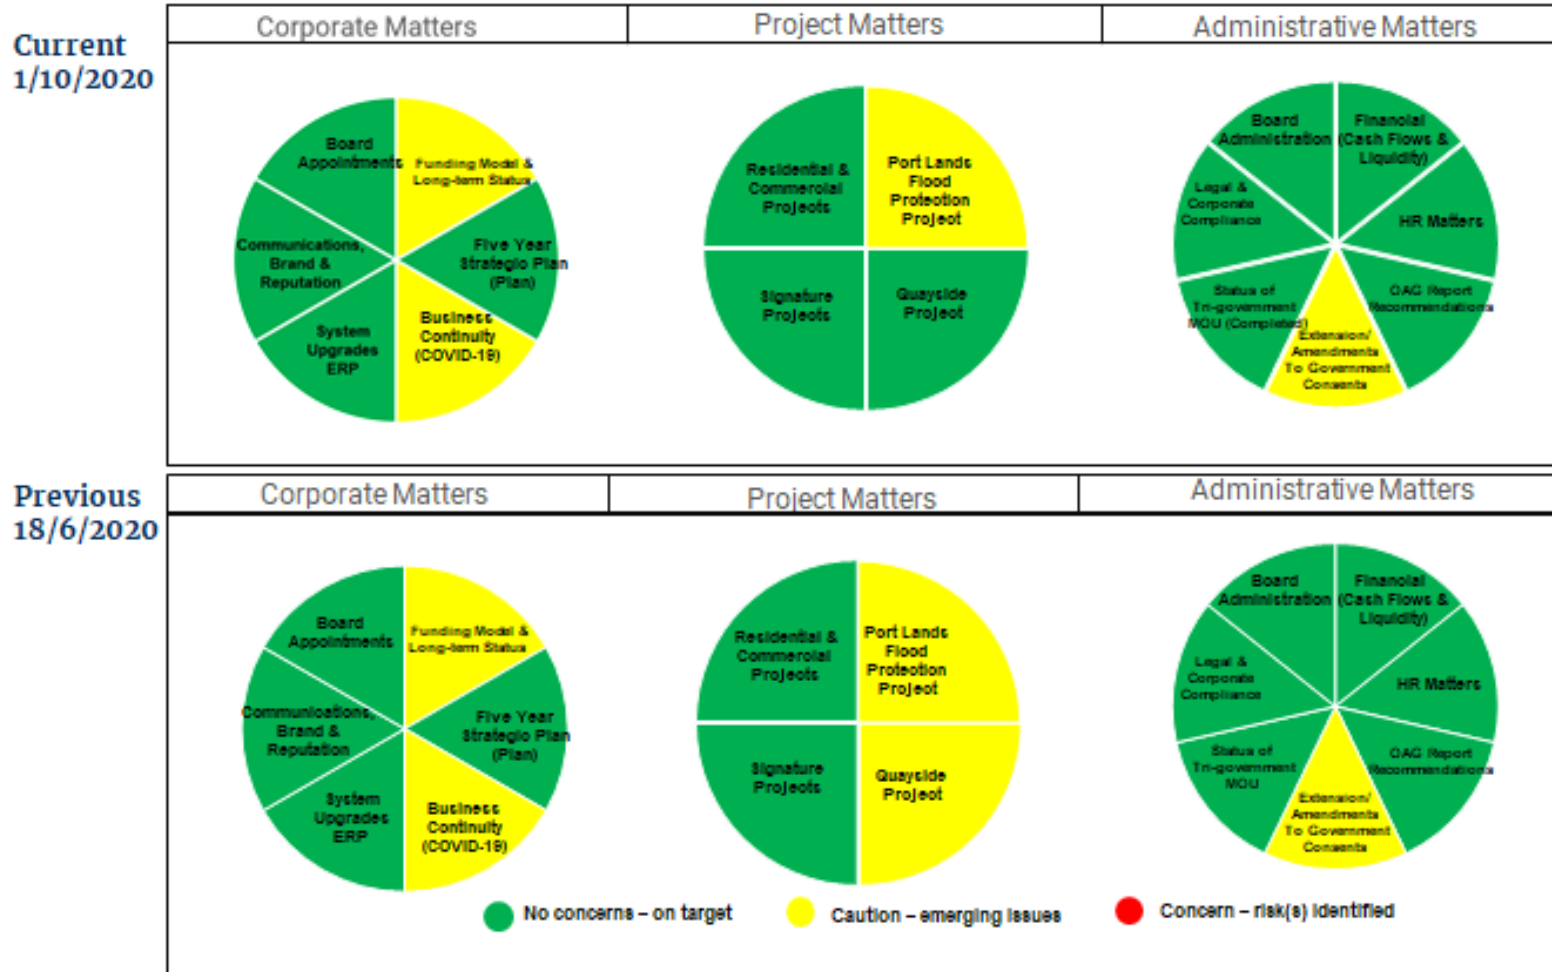 Current
1/10/2020
Corporate Matters
Project Matters
Administrative Matters
Board
Appointments
Funding Model &
Long-term Status
Communications,
Brand &
Reputation
Five Year
Strategic Plan
(Plan)
System
Upgrades
ERP
Business
Continuity
(COVID-19)
Residential &
Commercial
Projects
Port Lands
Flood
Protection
Project
Signature
Projects
Quayside
Project
Board
Administration
Financial
(Cash Flows &
Liquidity)
Legal &
Corporate
Compliance
HR Matters
Status of
Tri-government
MOU (Completed)
OAG Report
Recommendations
Extension/
Amendments
To Government
Consents
Previous
18/6/2020
Corporate Matters
Project Matters
Administrative Matters
Board
Appointments
Funding Model &
Long-term Status
Communications,
Brand &
Reputation
Five Year
Strategic Plan
(Plan)
System
Upgrades
ERP
Business
Continuity
(COVID-19)
Residential &
Commercial
Projects
Port Lands
Flood
Protection
Project
Signature
Projects
Quayside
Project
Board
Administration
Financial
(Cash Flows &
Liquidity)
Legal &
Corporate
Compliance
HR Matters
Status of
Tri-government
MOU
OAG Report
Recommendations
Extension/
Amendments
To Government
Consents
No concerns – on target
Caution – emerging issues
Concern – risk(s) identified